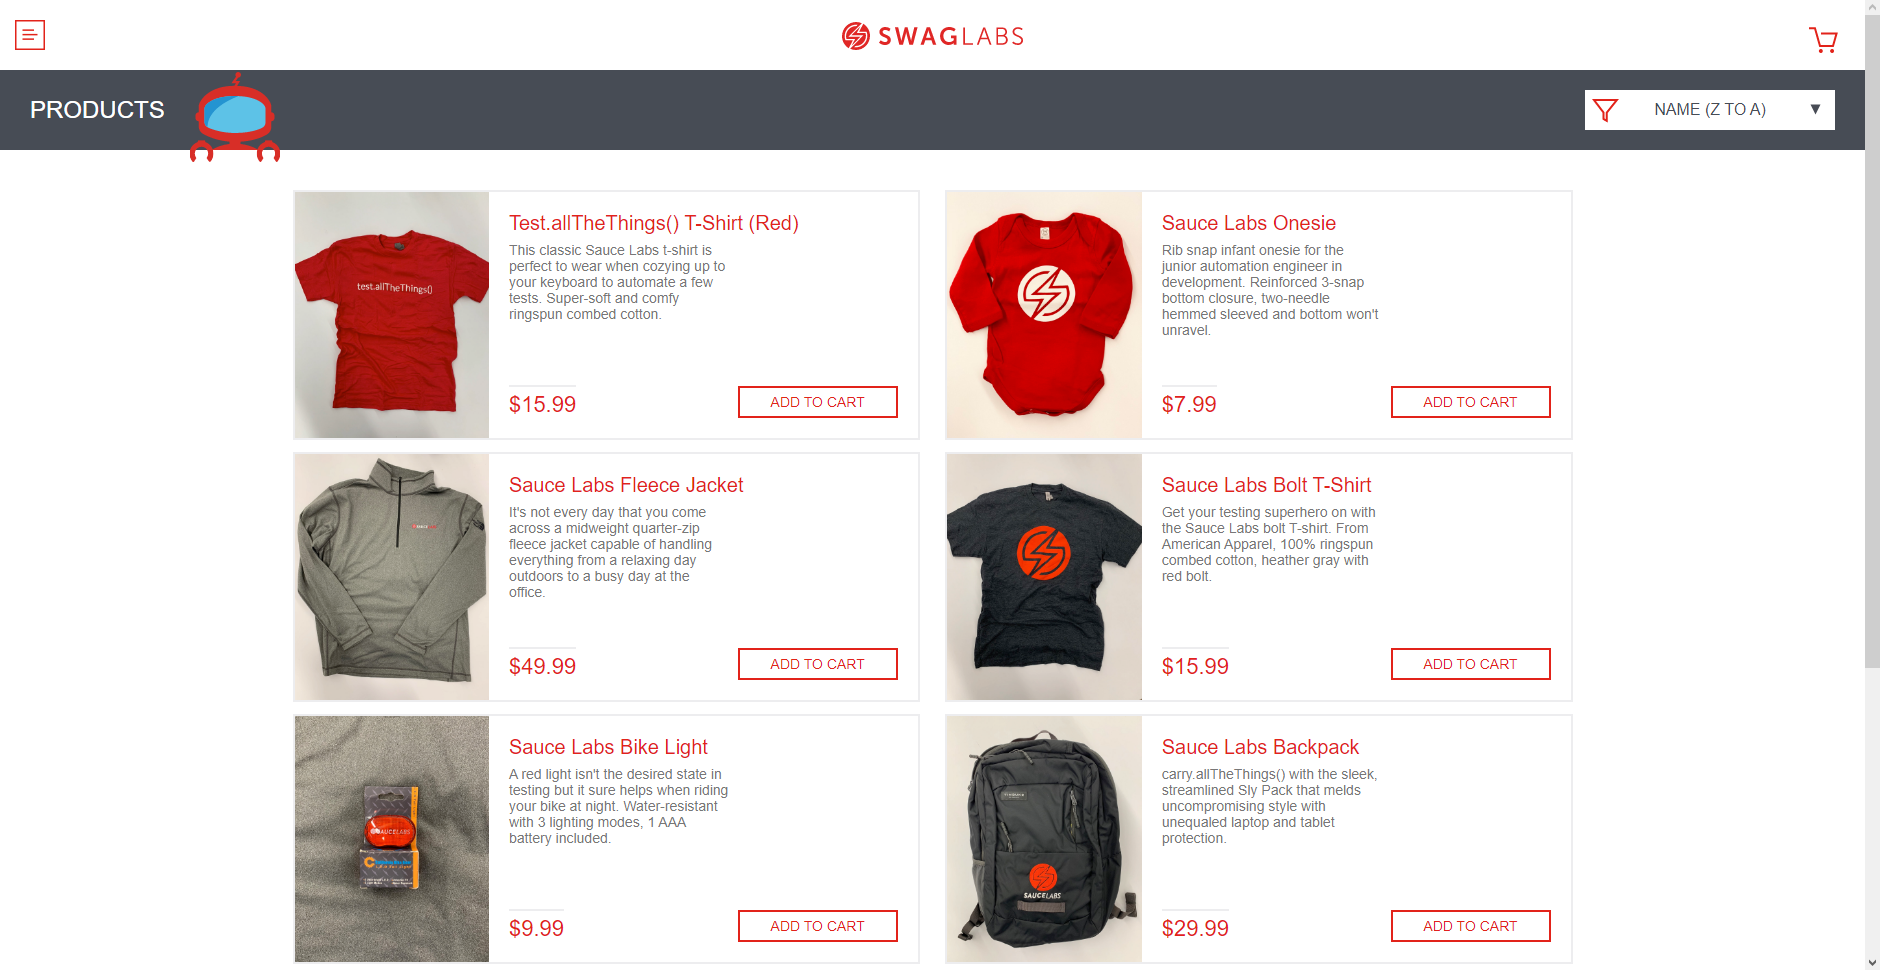 SWAGLABS
PRODUCTS
NAME (Z TO A)
test.allTheThings()
Test.allTheThings() T-Shirt (Red)
This classic Sauce Labs t-shirt is
perfect to wear when cozying up to
your keyboard to automate a few
tests. Super-soft and comfy
ringspun combed cotton.
$15.99
ADD TO CART
Sauce Labs Onesie
Rib snap infant onesie for the
junior automation engineer in
development. Reinforced 3-snap
bottom closure, two-needle
hemmed sleeved and bottom won't
unravel.
$7.99
ADD TO CART
Sauce Labs Fleece Jacket
It's not every day that you come
across a midweight quarter-zip
fleece jacket capable of handling
everything from a relaxing day
outdoors to a busy day at the
office.
$49.99
ADD TO CART
Sauce Labs Bolt T-Shirt
Get your testing superhero on with
the Sauce Labs bolt T-shirt. From
American Apparel, 100% ringspun
combed cotton, heather gray with
red bolt.
$15.99
ADD TO CART
SAUCELABS
Sauce Labs Bike Light
A red light isn't the desired state in
testing but it sure helps when riding
your bike at night. Water-resistant
with 3 lighting modes, 1 AAA
battery included.
$9.99
ADD TO CART
SAUCELABS
Sauce Labs Backpack
carry.allTheThings() with the sleek,
streamlined Sly Pack that melds
uncompromising style with
unequaled laptop and tablet
protection.
$29.99
ADD TO CART